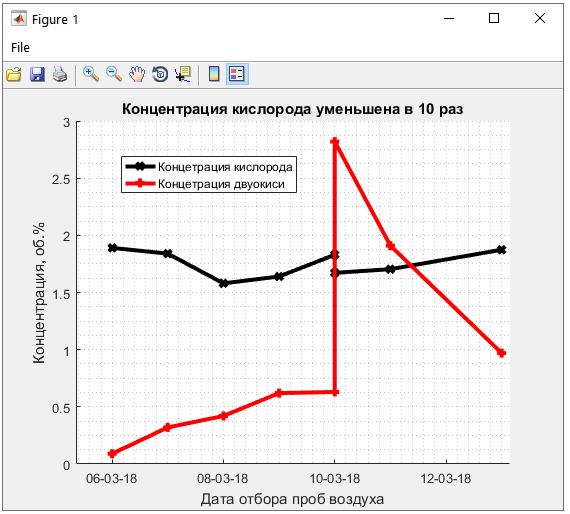 Figure 1
File
Концентрация кислорода уменьшена в 10 раз
3
2.5
2
1.5
1
0.5
0
Концентрация, об.%
Концетрация кислорода
Концетрация двуокиси
06-03-18 08-03-18 10-03-18 12-03-18
Дата отбора проб воздуха